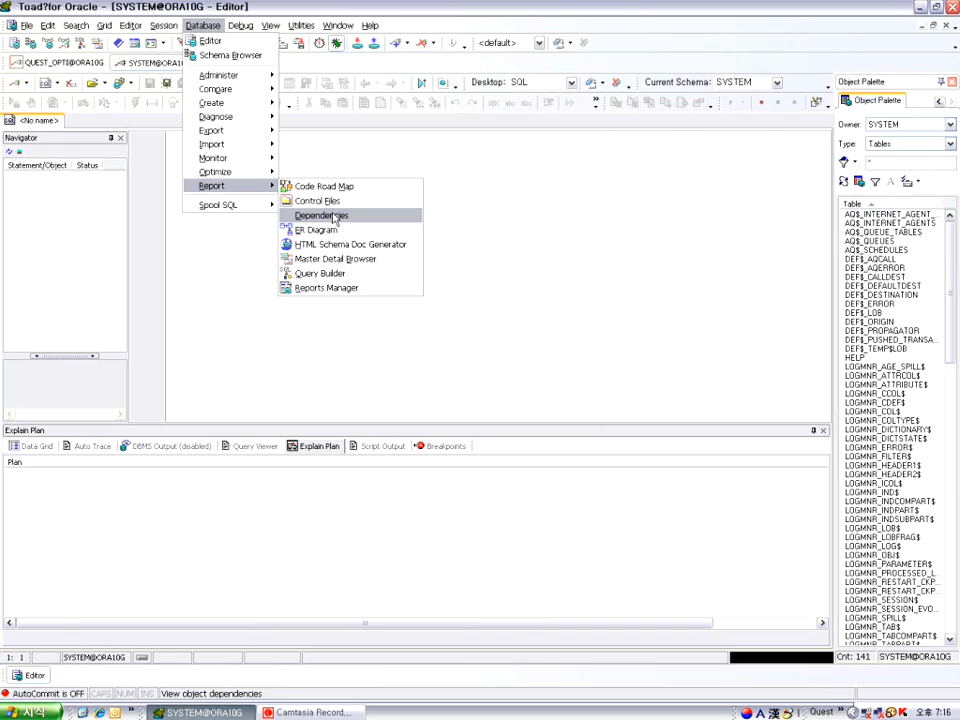 Toad?for Oracle - [SYSTEM@ORA10G - Editor]
File Edit Search Grid Editor Session Database Debug View Utilities Window Help
<default>
QUEST_OPTI@ORA10G
Desktop: SQL
Current Schema: SYSTEM
<No name>
Navigator
Statement/Object Status
Editor
Schema Browser
Administer
Compare
Create
Diagnose
Export
Import
Monitor
Optimize
Report
Spool SQL
Code Road Map
Control Files
Dependencies
ER Diagram
HTML Schema Doc Generator
Master Detail Browser
Query Builder
Reports Manager
Object Palette
Object Palette
Owner: SYSTEM
Type: Tables
*
Table
AQ$_INTERNET_AGENT_
AQ$_INTERNET_AGENTS
AQ$_QUEUE_TABLES
AQ$_QUEUES
AQ$_SCHEDULES
DEF$_AQCALL
DEF$_AQERROR
DEF$_CALLDEST
DEF$_DEFAULTDEST
DEF$_DESTINATION
DEF$_ERROR
DEF$_LOB
DEF$_ORIGIN
DEF$_PROPAGATOR
DEF$_PUSHED_TRANSA...
DEF$_TEMP$LOB
HELP
LOGMNR_AGE_SPILL$
LOGMNR_ATTRCOL$
LOGMNR_ATTRIBUTE$
LOGMNR_CCOL$
LOGMNR_CDEF$
LOGMNR_COL$
LOGMNR_COLTYPE$
LOGMNR_DICTIONARY$
LOGMNR_DICTSTATE$
LOGMNR_ERROR$
LOGMNR_FILTER$
LOGMNR_HEADER1$
LOGMNR_HEADER2$
LOGMNR_ICOL$
LOGMNR_IND$
LOGMNR_INDCOMPART$
LOGMNR_INDPART$
LOGMNR_INDSUBPART$
LOGMNR_LOB$
LOGMNR_LOBFRAG$
LOGMNR_LOG$
LOGMNR_OBJ$
LOGMNR_PARAMETER$
LOGMNR_PROCESSED_L...
LOGMNR_RESTART_CKP...
LOGMNR_RESTART_CKP...
LOGMNR_SESSION$
LOGMNR_SESSION_EVO...
LOGMNR_SPILL$
LOGMNR_TAB$
LOGMNR_TABCOMPART$
LOGMNR_TABPART$
Cnt: 141 SYSTEM@ORA10G
Explain Plan
Data Grid Auto Trace DBMS Output (disabled) Query Viewer Explain Plan Script Output Breakpoints
Plan
1: 1 SYSTEM@ORA10G
Editor
AutoCommit is OFF CAPS NUM INS View object dependencies
시작 SYSTEM@ORA10G Camtasia Record... A 漢 Quest 오후 7:16